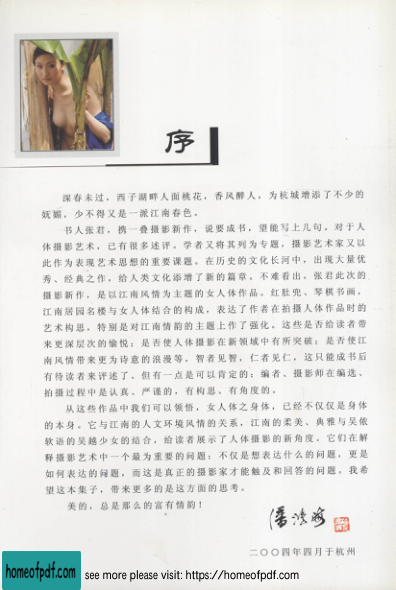 序
深春未过，西子湖畔人面桃花，香风醉人，为杭城增添了不少的
妩媚，少不得又是一派江南春色。
书人张君，携一叠摄影新作，说要成书，望能写上几句，对于人
体摄影艺术，已有很多述评。学者又将其列为专题，摄影艺术家又以
此作为表现艺术思想的重要课题。在历史的文化长河中，出现大量优
秀、经典之作，给人类文化添增了新的篇章。不难看出，张君此次的
摄影新作，是以江南风情为主题的女人体作品。红肚兜、琴棋书画，
江南居园名楼与女人体结合的构成，表达了作者在拍摄人体作品时的
艺术构思。特别是对江南情韵的主题上作了强化。这些是否给读者带
来更深层次的愉悦；是否使人体摄影在新领域中有所突破；是否使江
南风情带来更为诗意的浪漫等，智者见智，仁者见仁，这只能成书后
有待读者来评述了。但有一点是可以肯定的：编者、摄影师在编选、
拍摄过程中是认真、严谨的，有构思、有角度的。
从这些作品中我们可以领悟，女人体之身体，已经不仅仅是身体
的本身。它与江南的人文环境风情的关系，江南的柔美、典雅与吴侬
软语的吴越少女的结合，给读者展示了人体摄影的新角度。它们在解
释摄影艺术中一个最为重要的问题：不仅是想表达什么的问题，更是
如何表达的问题，而这是真正的摄影家才能触及和回答的问题。我希
望这本集子，带来更多的是这方面的思考。
美的，总是那么的富有情韵！
二〇〇四年四月于杭州
homeofpdf.com
see more please visit: https://homeofpdf.com